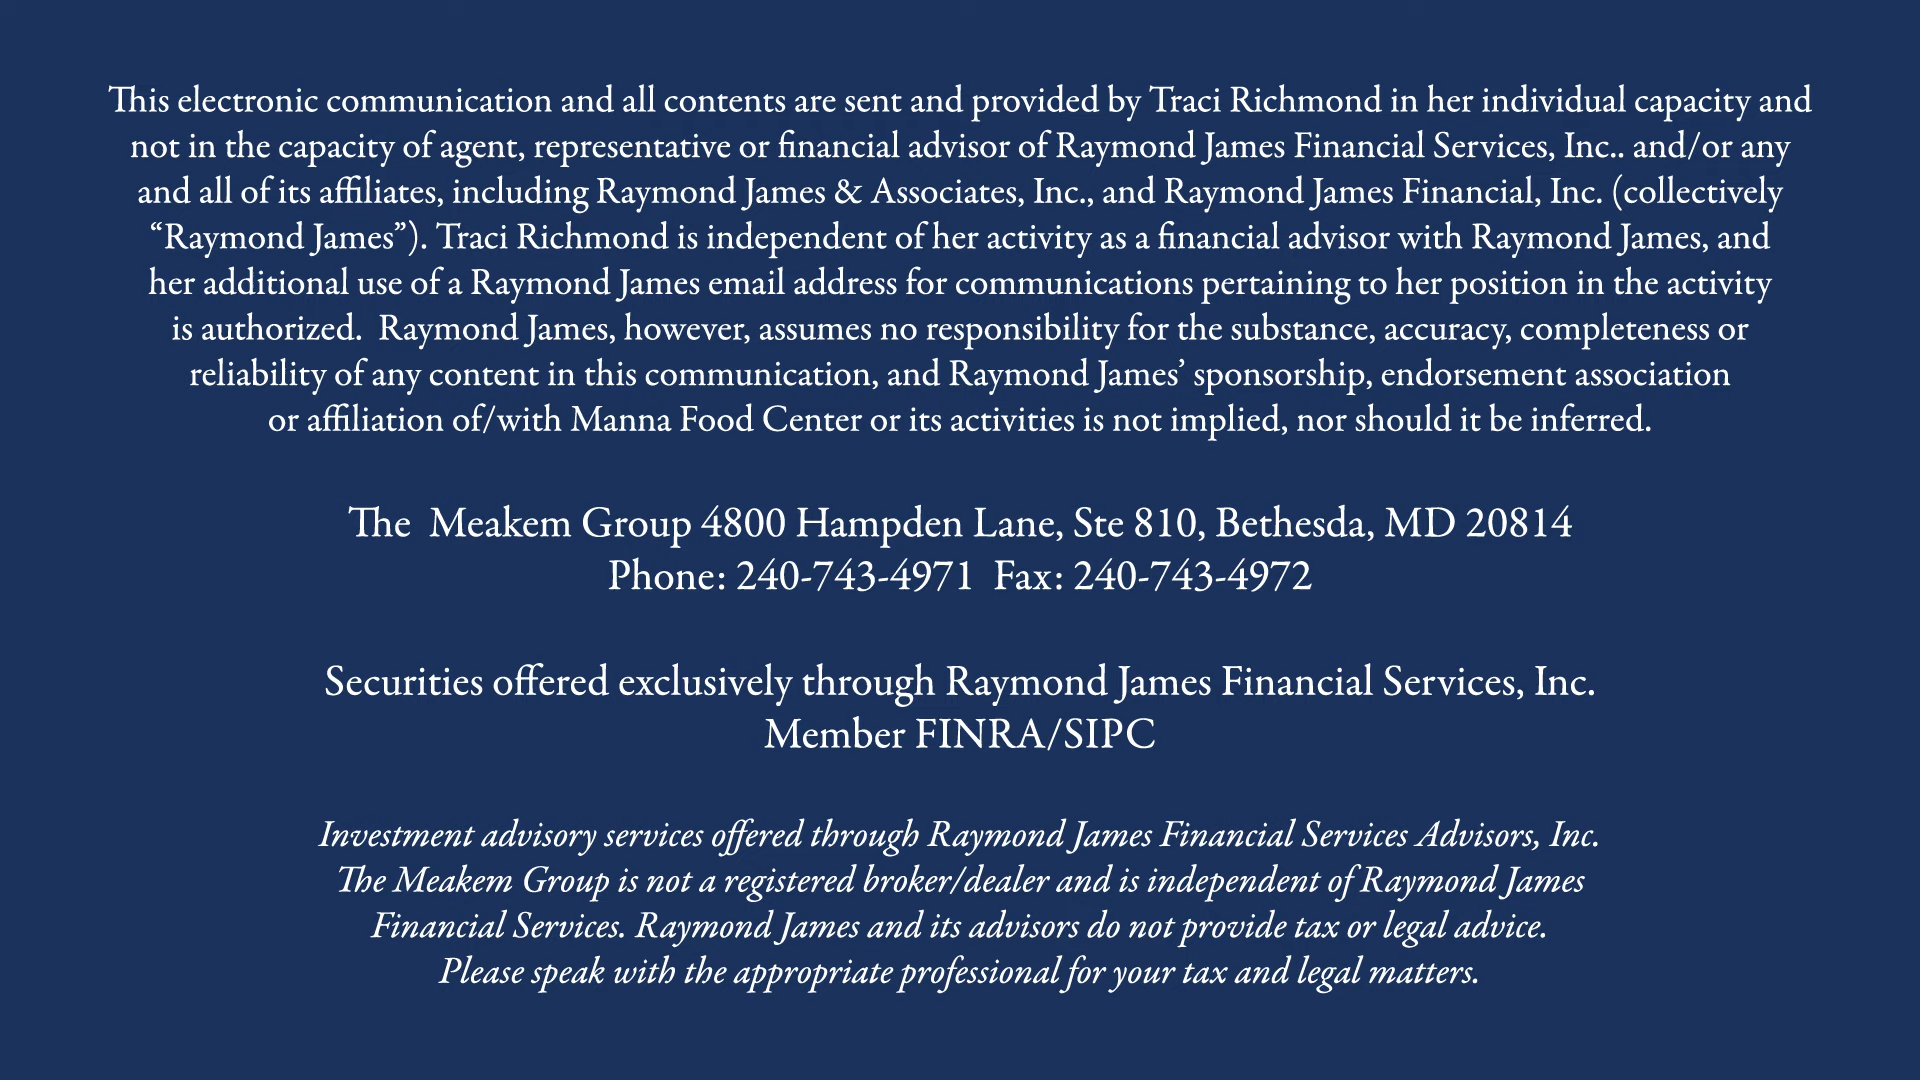 This electronic communication and all contents are sent and provided by Traci Richmond in her individual capacity and
not in the capacity of agent, representative or financial advisor of Raymond James Financial Services, Inc.. and/or any
and all of its affiliates, including Raymond James & Associates, Inc., and Raymond James Financial, Inc. (collectively
“Raymond James”). Traci Richmond is independent of her activity as a financial advisor with Raymond James, and
her additional use of a Raymond James email address for communications pertaining to her position in the activity
is authorized.  Raymond James, however, assumes no responsibility for the substance, accuracy, completeness or
reliability of any content in this communication, and Raymond James’ sponsorship, endorsement association
or affiliation of/with Manna Food Center or its activities is not implied, nor should it be inferred.
The  Meakem Group 4800 Hampden Lane, Ste 810, Bethesda, MD 20814
Phone: 240-743-4971  Fax: 240-743-4972
Securities offered exclusively through Raymond James Financial Services, Inc.
Member FINRA/SIPC
Investment advisory services offered through Raymond James Financial Services Advisors, Inc.
The Meakem Group is not a registered broker/dealer and is independent of Raymond James
Financial Services. Raymond James and its advisors do not provide tax or legal advice.
Please speak with the appropriate professional for your tax and legal matters.